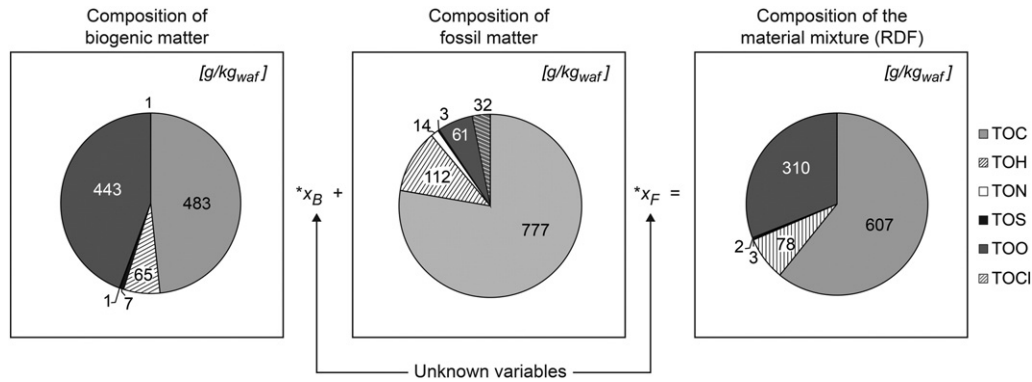 Composition of
biogenic matter
Composition of
fossil matter
Composition of the
material mixture (RDF)
[g/kgwaf]
1
443
483
65
1
7
*xB +
[g/kgwaf]
14
3
61
32
112
777
*xF =
[g/kgwaf]
310
607
78
2
3
TOC
TOH
TON
TOS
TOO
TOCl
Unknown variables